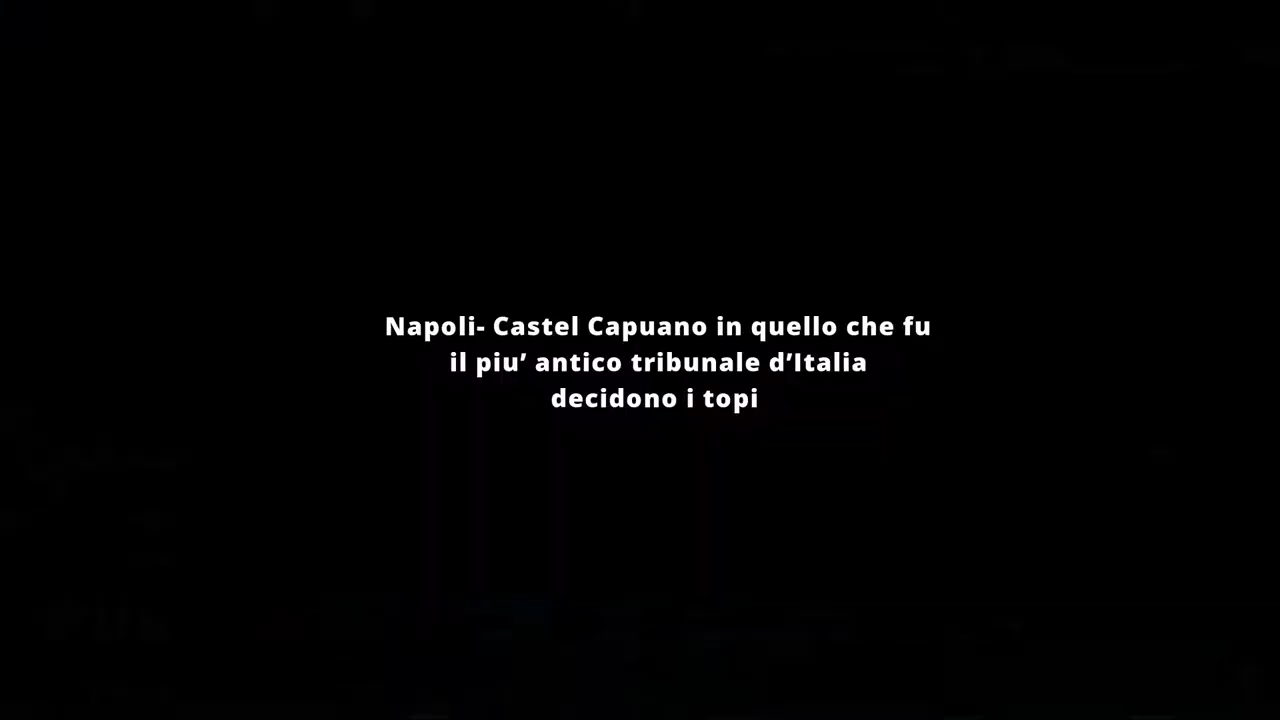 Napoli- Castel Capuano in quello che fu
il piu’ antico tribunale d’Italia
decidono i topi